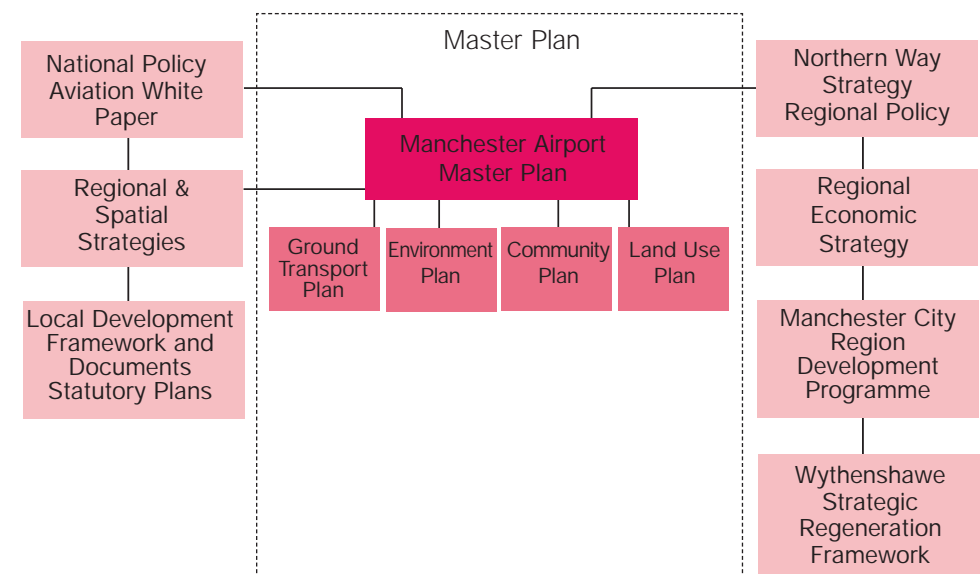 Master Plan
National Policy
Aviation White
Paper
Regional &
Spatial
Strategies
Local Development
Framework and
Documents
Statutory Plans
Manchester Airport
Master Plan
Ground
Transport
Plan
Environment
Plan
Community
Plan
Land Use
Plan
Northern Way
Strategy
Regional Policy
Regional
Economic
Strategy
Manchester City
Region
Development
Programme
Wythenshawe
Strategic
Regeneration
Framework